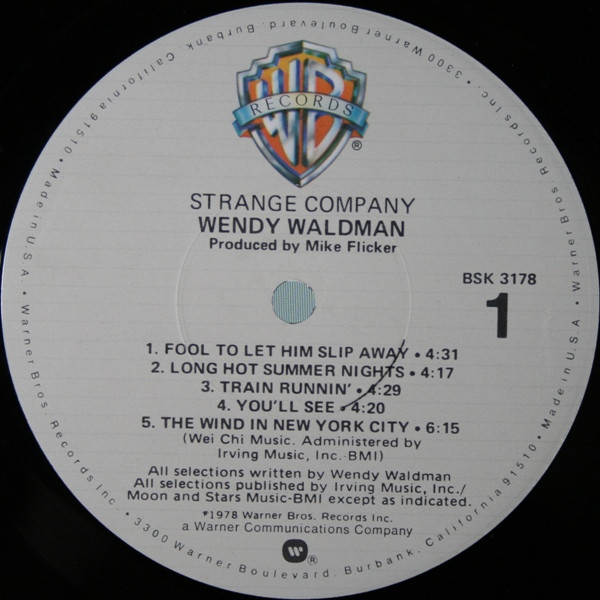 WB
RECORDS
®
STRANGE COMPANY
WENDY WALDMAN
Produced by Mike Flicker
BSK 3178
1
1. FOOL TO LET HIM SLIP AWAY • 4:31
2. LONG HOT SUMMER NIGHTS • 4:17
3. TRAIN RUNNIN' • 4:29
4. YOU'LL SEE • 4:20
5. THE WIND IN NEW YORK CITY • 6:15
(Wei Chi Music. Administered by
Irving Music, Inc.-BMI)
All selections written by Wendy Waldman
All selections published by Irving Music, Inc./
Moon and Stars Music-BMI except as indicated.
℗1978 Warner Bros. Records Inc.
a Warner Communications Company
®
Warner Bros. Records Inc. • 3300 Warner Boulevard, Burbank, California 91510 • Made in U.S.A. • Warner Bros. Records Inc. • 3300 Warner Boulevard, Burbank, California 91510 • Made in U.S.A. •